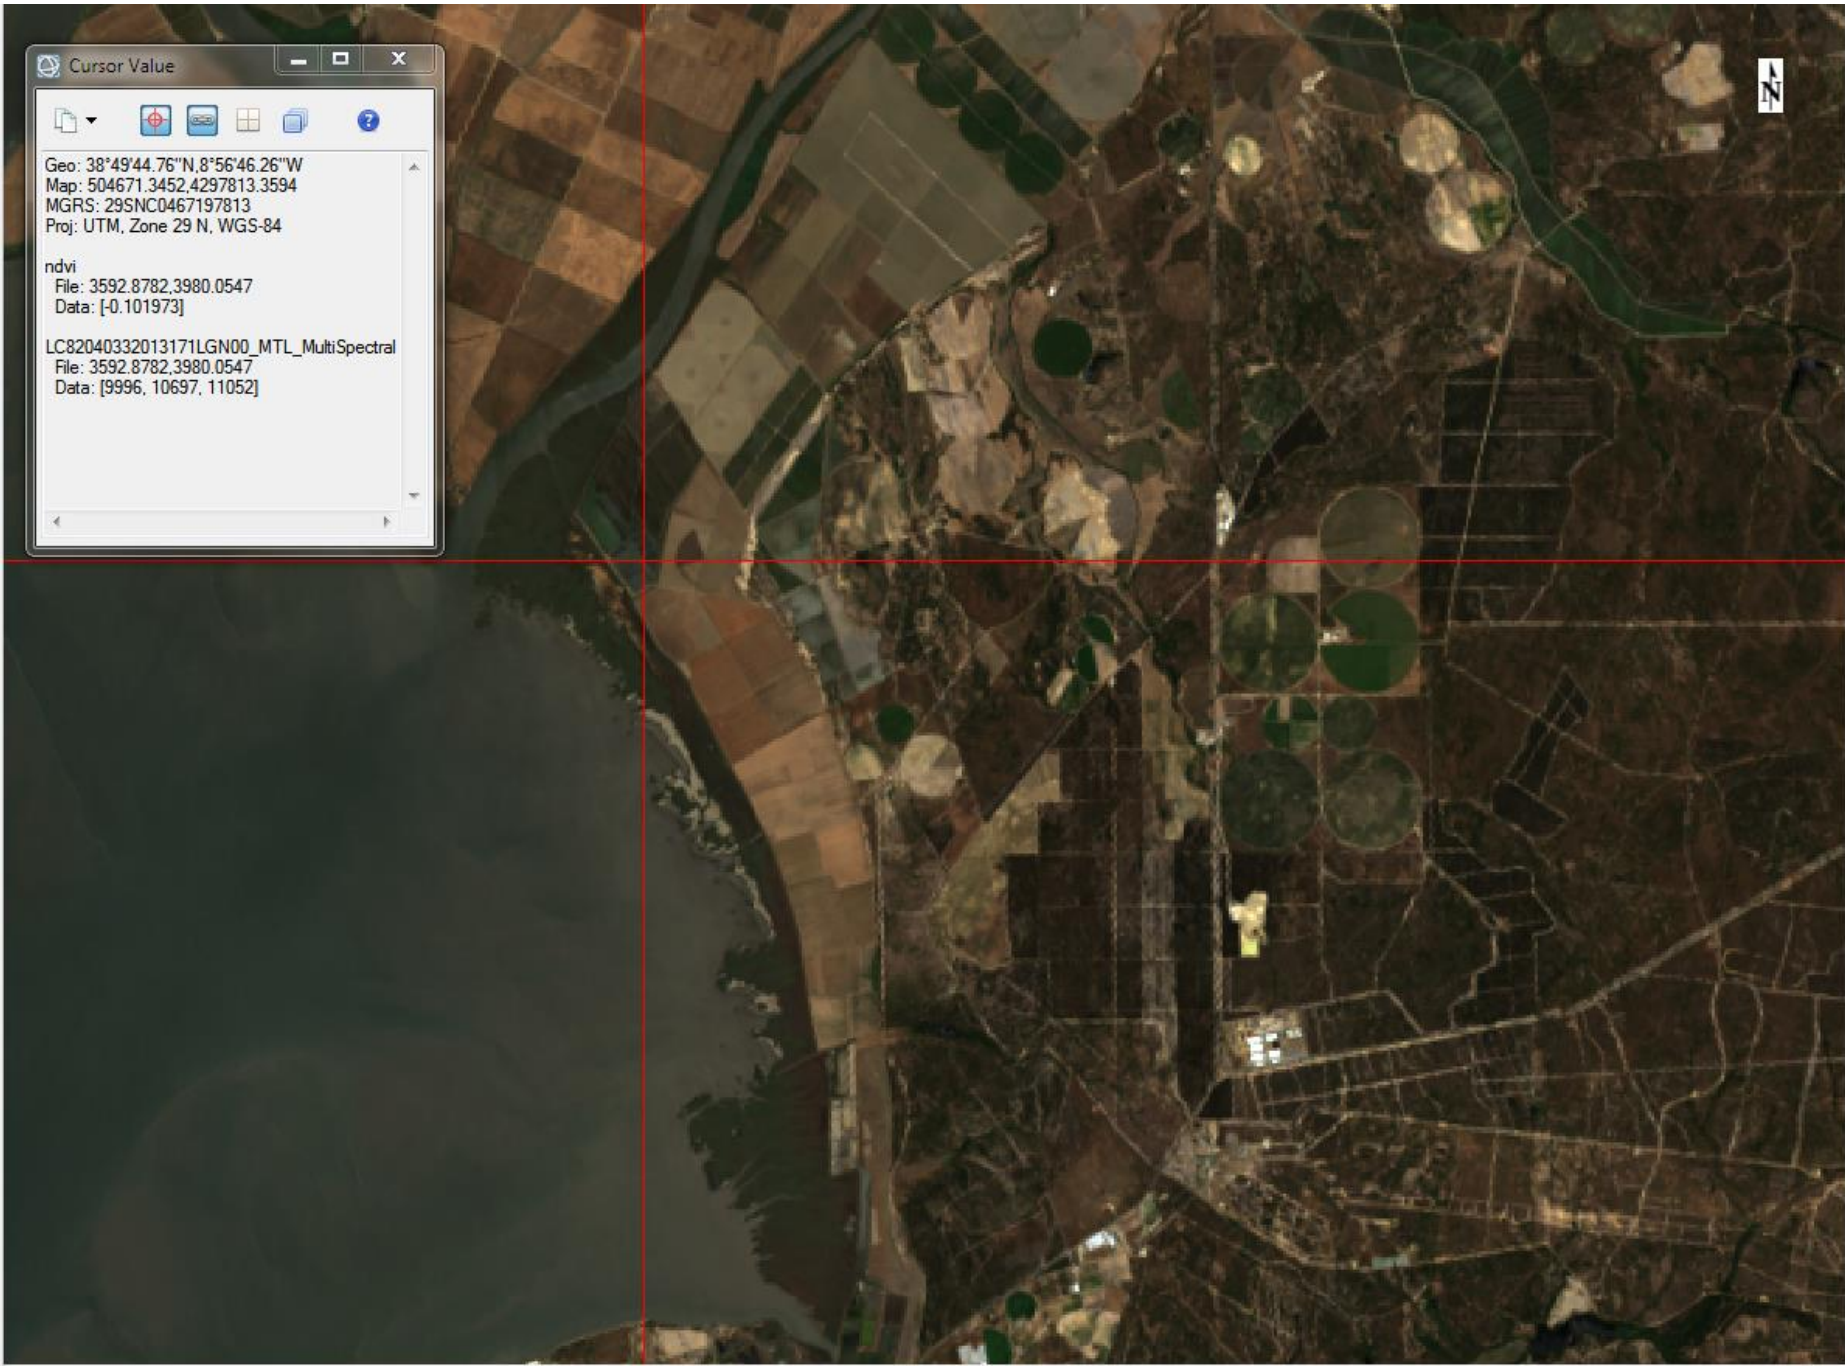 Cursor Value
Geo: 38°49'44.76"N,8°56'46.26"W
Map: 504671.3452,4297813.3594
MGRS: 29SNC0467197813
Proj: UTM, Zone 29 N, WGS-84
ndvi
File: 3592.8782,3980.0547
Data: [-0.101973]
LC82040332013171LGN00_MTL_MultiSpectral
File: 3592.8782,3980.0547
Data: [9996, 10697, 11052]
N